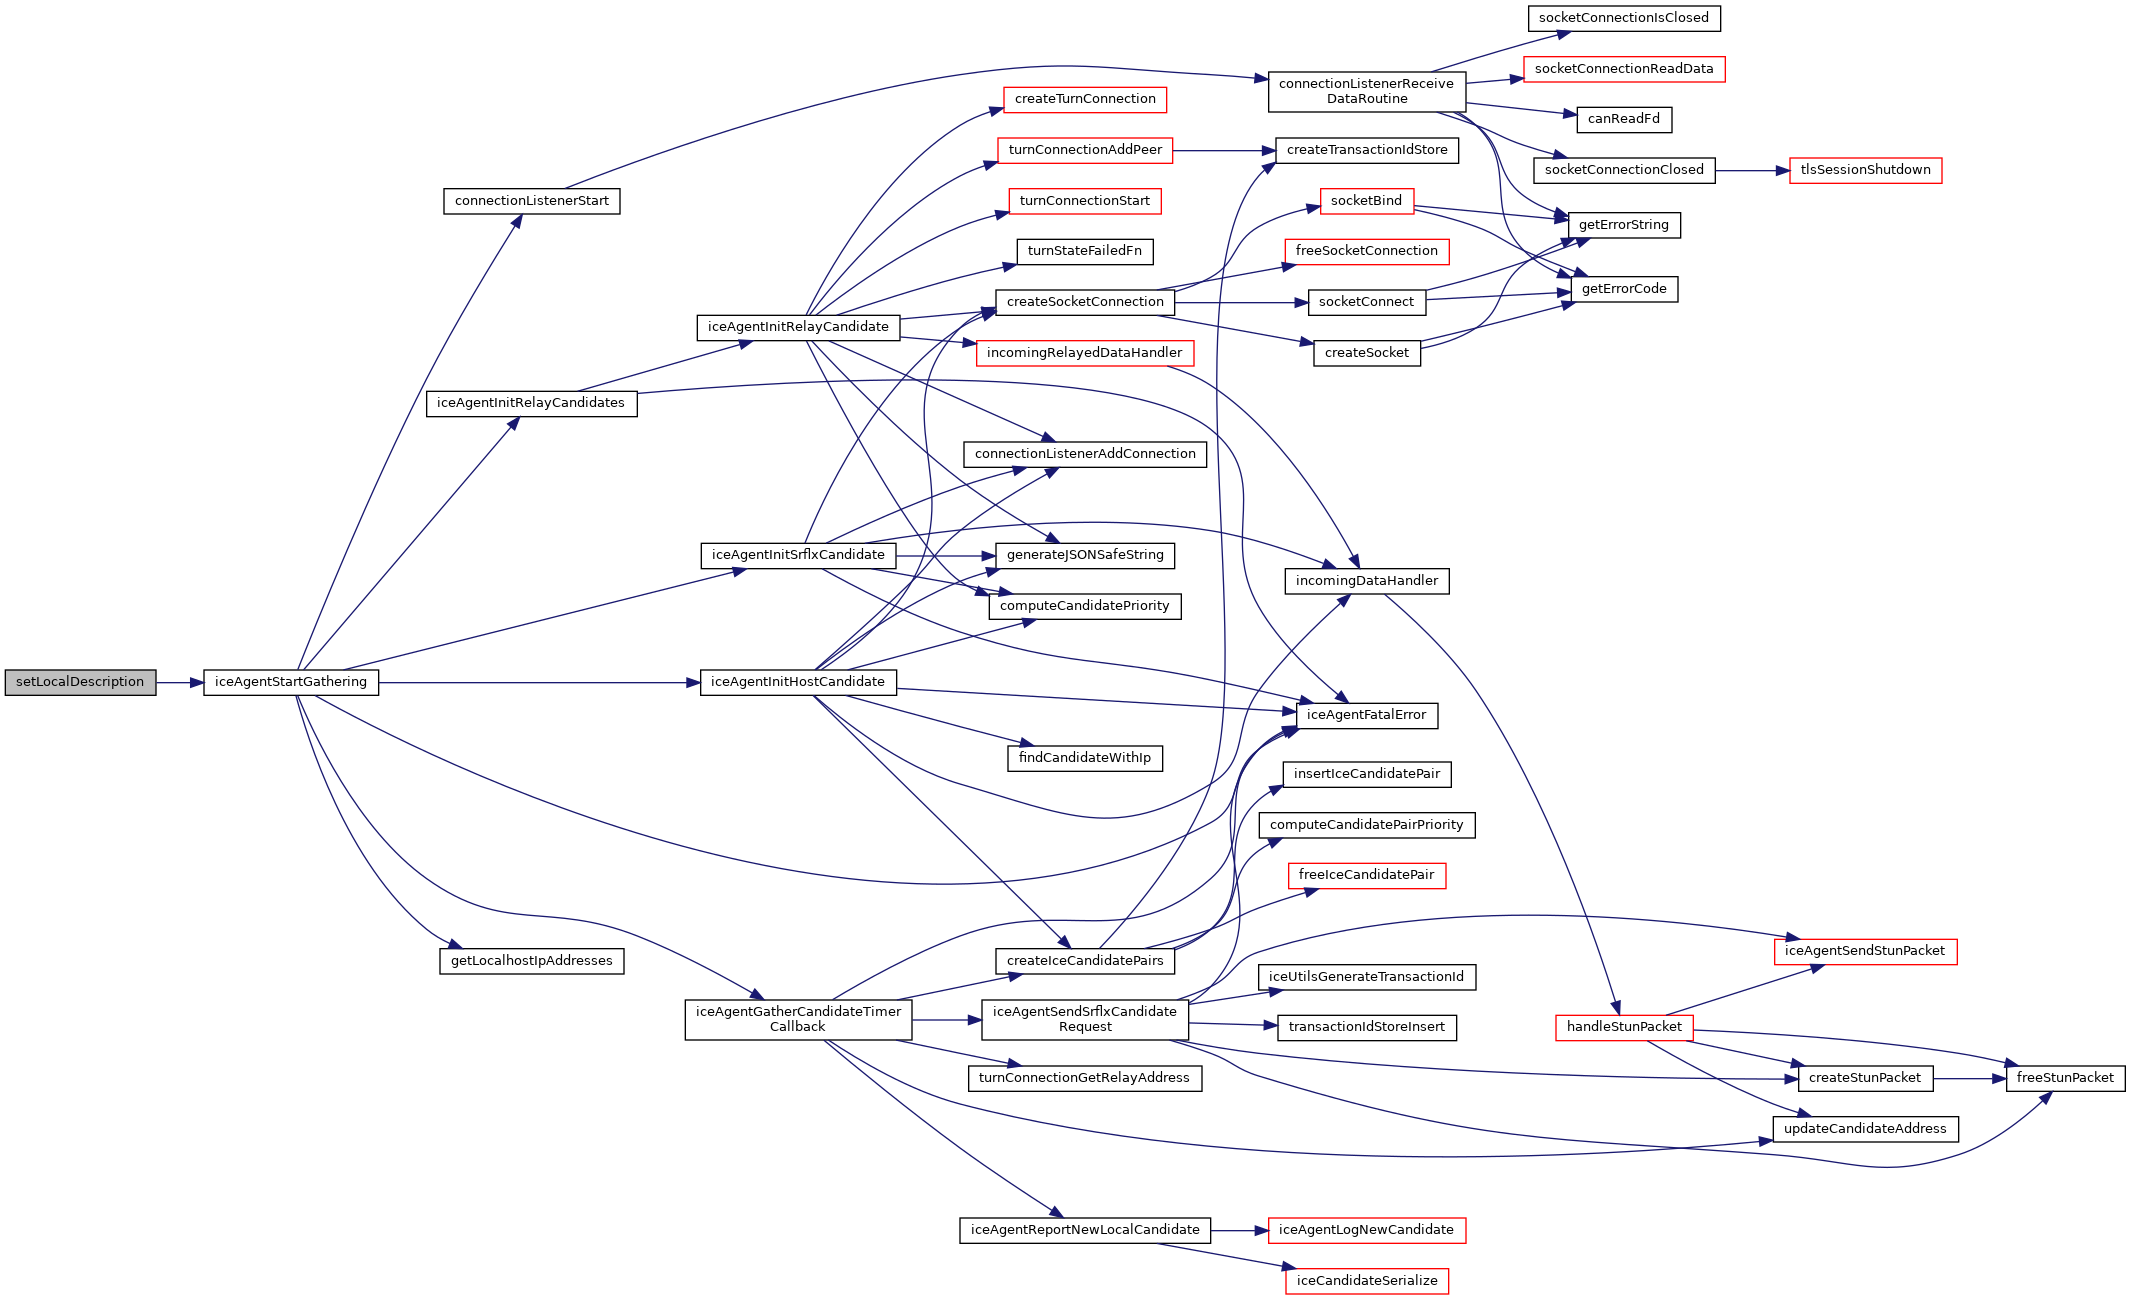 socketConnectionIsClosed
socketConnectionReadData
connectionListenerReceive
DataRoutine
createTurnConnection
canReadFd
turnConnectionAddPeer
createTransactionIdStore
socketConnectionClosed
tlsSessionShutdown
connectionListenerStart
turnConnectionStart
socketBind
getErrorString
turnStateFailedFn
freeSocketConnection
getErrorCode
createSocketConnection
socketConnect
iceAgentInitRelayCandidate
incomingRelayedDataHandler
createSocket
iceAgentInitRelayCandidates
connectionListenerAddConnection
iceAgentInitSrflxCandidate
generateJSONSafeString
incomingDataHandler
computeCandidatePriority
setLocalDescription
iceAgentStartGathering
iceAgentInitHostCandidate
iceAgentFatalError
findCandidateWithIp
insertIceCandidatePair
computeCandidatePairPriority
freeIceCandidatePair
getLocalhostIpAddresses
createIceCandidatePairs
iceAgentSendStunPacket
iceUtilsGenerateTransactionId
iceAgentGatherCandidateTimer
Callback
iceAgentSendSrflxCandidate
Request
transactionIdStoreInsert
handleStunPacket
turnConnectionGetRelayAddress
createStunPacket
freeStunPacket
updateCandidateAddress
iceAgentReportNewLocalCandidate
iceAgentLogNewCandidate
iceCandidateSerialize